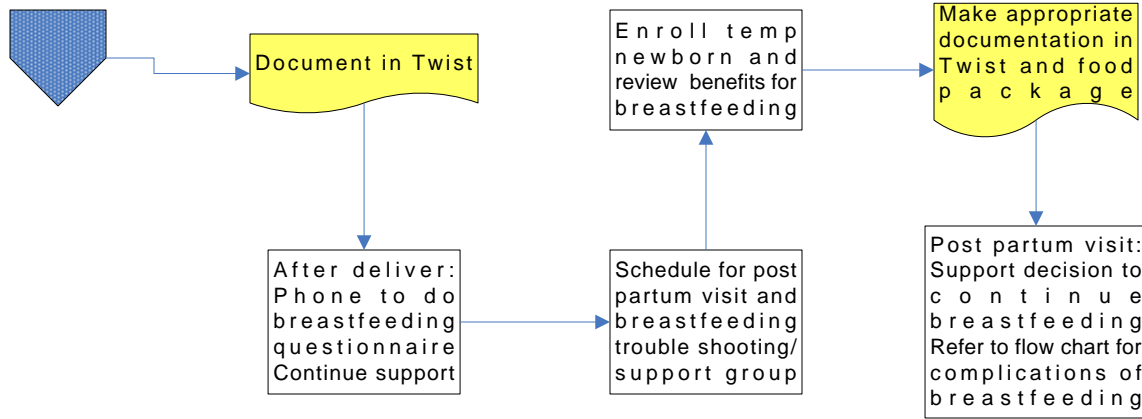 Document in Twist
After deliver:
Phone to do
breastfeeding
questionnaire
Continue support
Schedule for post
partum visit and
breastfeeding
trouble shooting/
support group
Enroll temp
newborn and
review benefits for
breastfeeding
Make appropriate
documentation in
Twist and food
package
Post partum visit:
Support decision to
continue
breastfeeding
Refer to flow chart for
complications of
breastfeeding